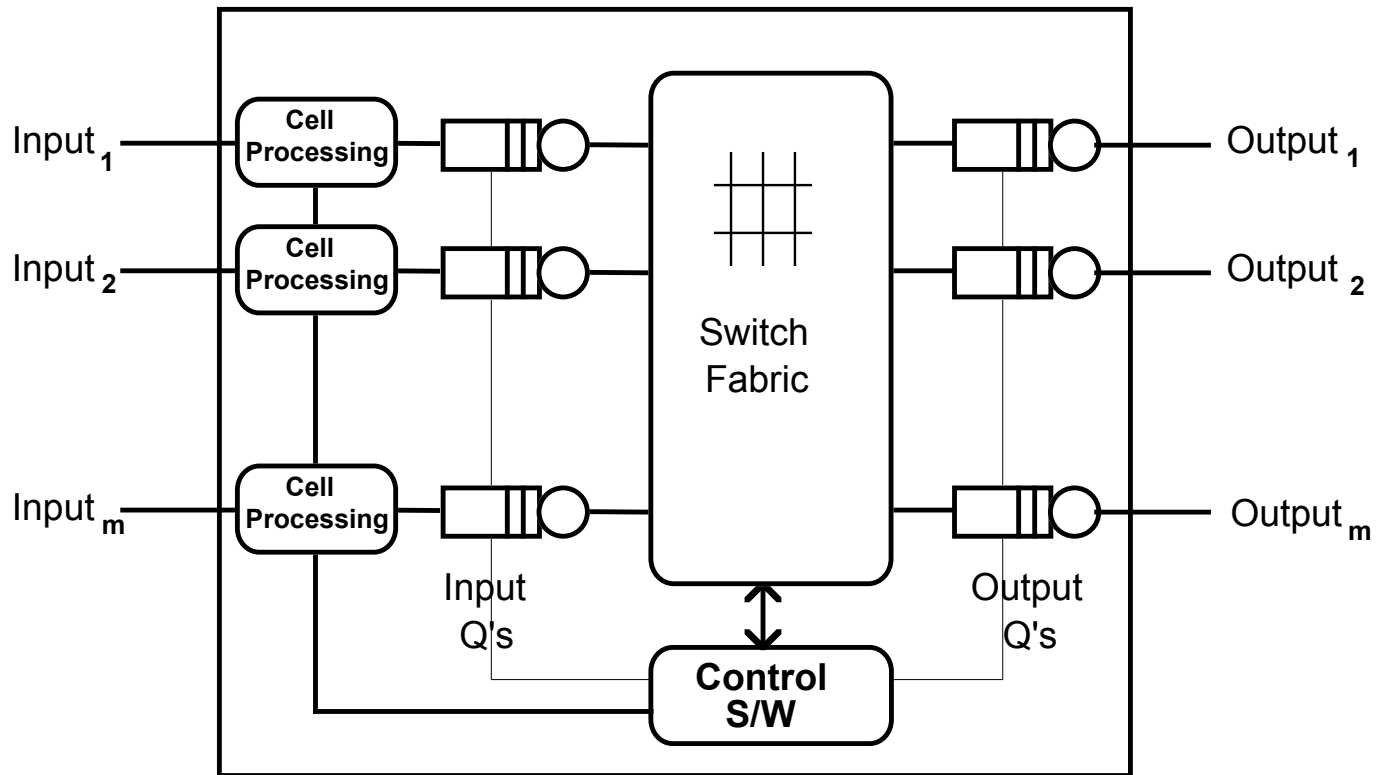 Cell
Processing
Input 1
Output 1
Cell
Processing
Input 2
Output 2
Switch
Fabric
Cell
Processing
Input m
Output m
Input
Q's
Output
Q's
Control
S/W